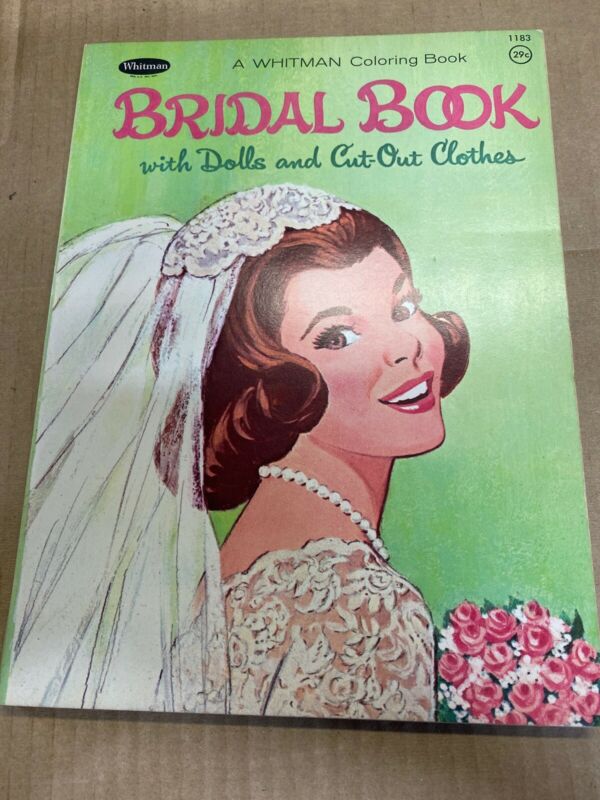 1183
Whitman
A WHITMAN Coloring Book
29¢
BRIDAL BOOK
with Dolls and Cut-Out Clothes